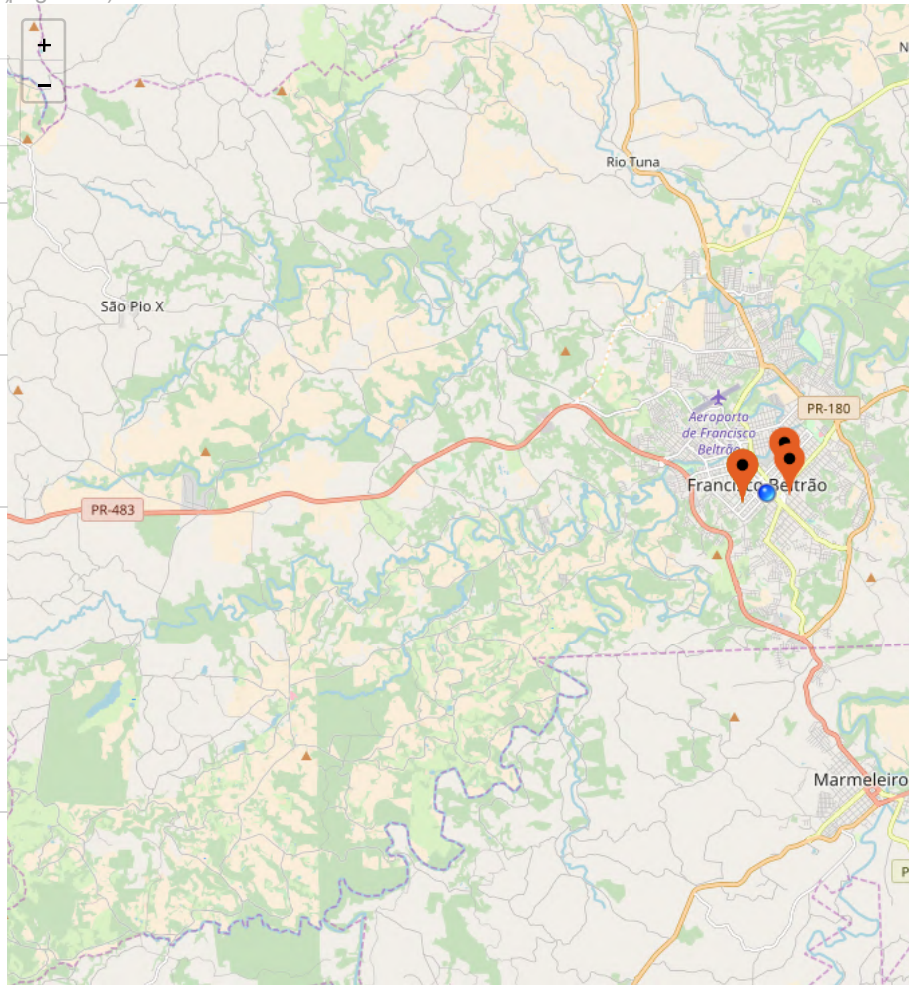 +
−
N
Rio Tuna
São Pio X
PR-180
Aeroporto
de Francisco
Beltrão
Francisco Beltrão
PR-483
Marmeleiro
P